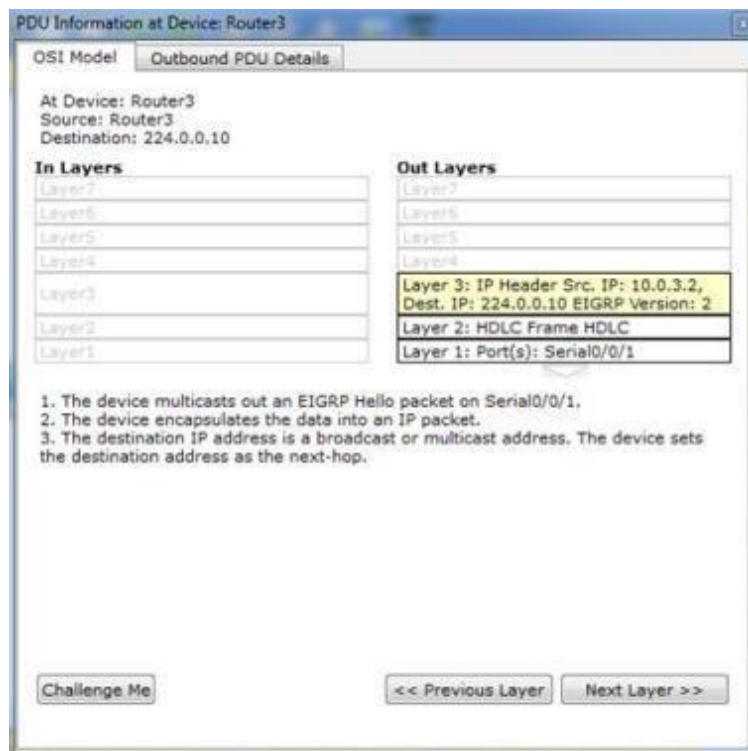 PDU Information at Device: Router3
OSI Model
Outbound PDU Details
At Device: Router3
Source: Router3
Destination: 224.0.0.10
In Layers
Layer7
Layer6
Layer5
Layer4
Layer3
Layer2
Layer1
Out Layers
Layer7
Layer6
Layer5
Layer4
Layer 3: IP Header Src. IP: 10.0.3.2,
Dest. IP: 224.0.0.10 EIGRP Version: 2
Layer 2: HDLC Frame HDLC
Layer 1: Port(s): Serial0/0/1
1. The device multicasts out an EIGRP Hello packet on Serial0/0/1.
2. The device encapsulates the data into an IP packet.
3. The destination IP address is a broadcast or multicast address. The device sets
the destination address as the next-hop.
Challenge Me
<< Previous Layer
Next Layer >>